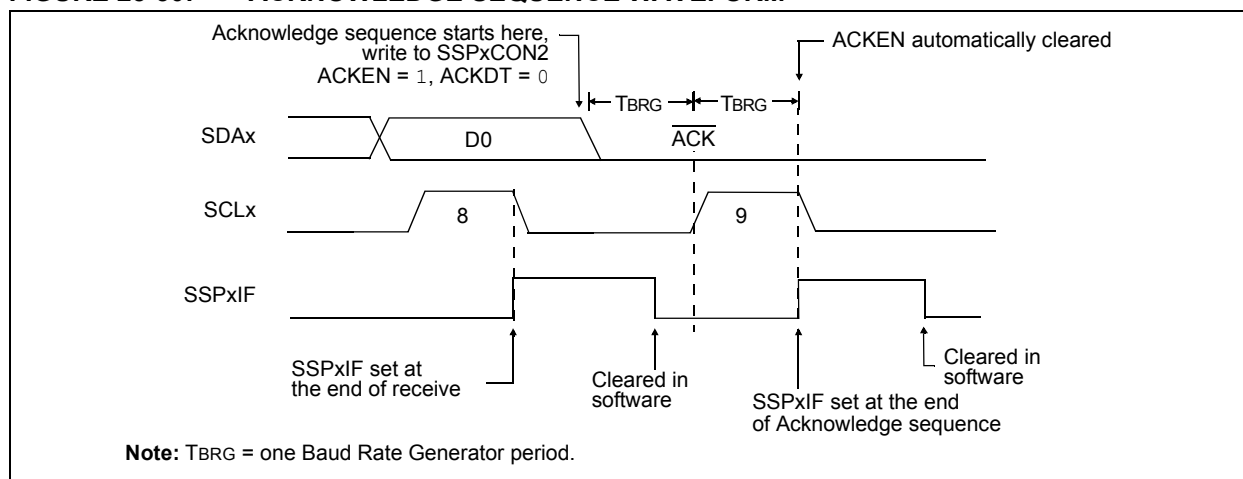 Acknowledge sequence starts here,
write to SSPxCON2
ACKEN = 1, ACKDT = 0
ACKEN automatically cleared
TBRG
TBRG
SDAx
D0
ACK
SCLx
8
9
SSPxIF
SSPxIF set at
the end of receive
Cleared in
software
SSPxIF set at the end
of Acknowledge sequence
Cleared in
software
Note: TBRG = one Baud Rate Generator period.